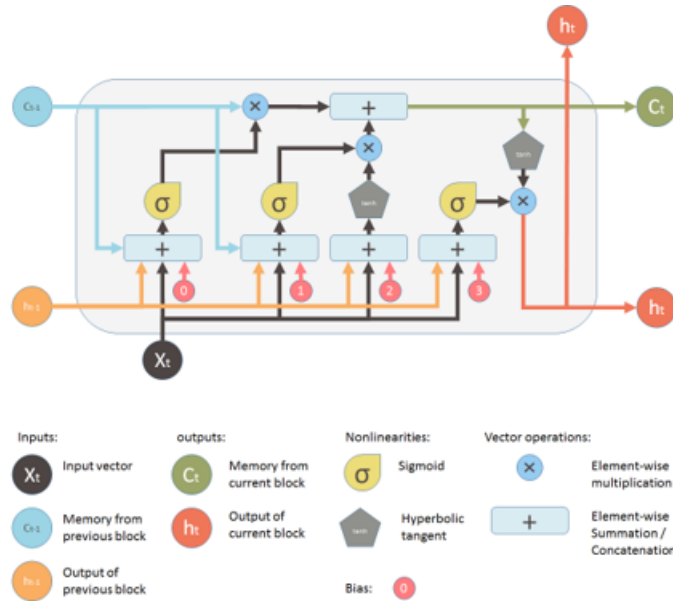 ht
Ct-1
×
+
Ct
×
tanh
σ
σ
tanh
σ
×
+
+
+
+
ht-1
0
1
2
3
ht
Xt
Inputs:
outputs:
Nonlinearities:
Vector operations:
Xt
Input vector
Ct
Memory from
current block
σ
Sigmoid
×
Element-wise
multiplication
Ct-1
Memory from
previous block
ht
Output of
current block
tanh
Hyperbolic
tangent
+
Element-wise
Summation /
Concatenation
ht-1
Output of
previous block
Bias:
0